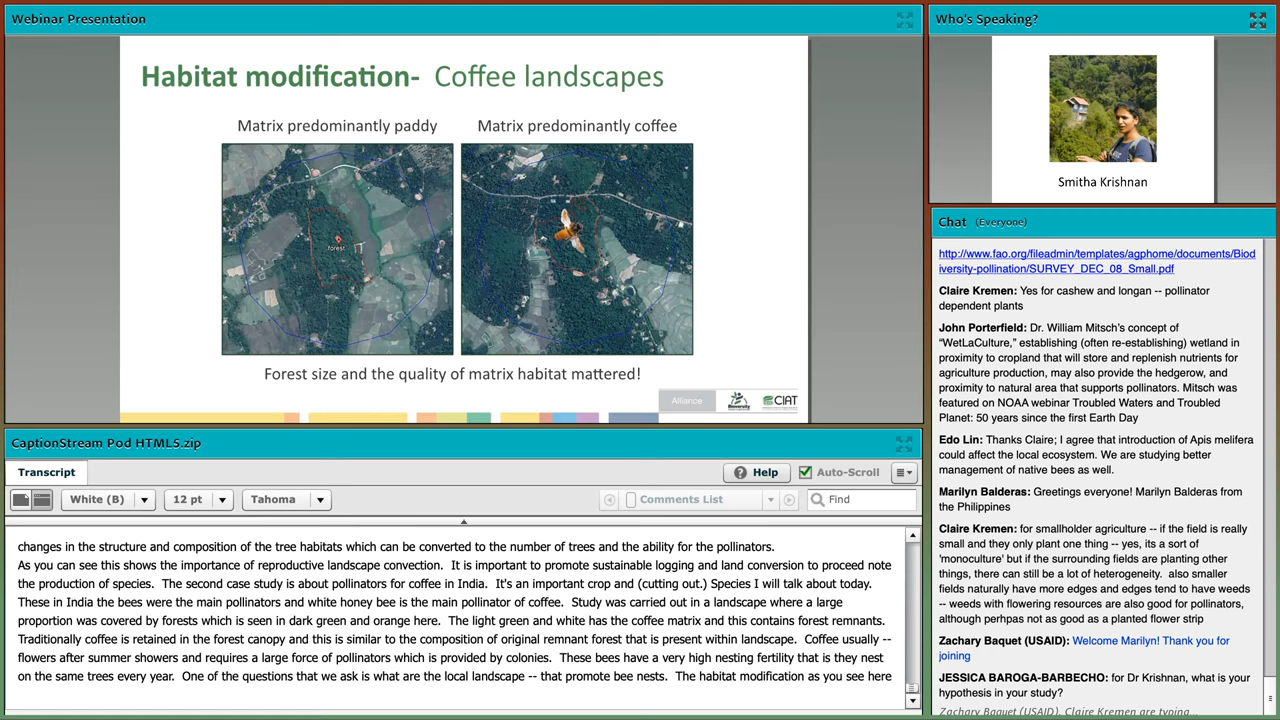 Webinar Presentation
Habitat modification-  Coffee landscapes
Matrix predominantly paddy
Matrix predominantly coffee
forest
Forest size and the quality of matrix habitat mattered!
Alliance
Bioversity
CIAT
Who's Speaking?
Smitha Krishnan
Chat (Everyone)
http://www.fao.org/fileadmin/templates/agphome/documents/Biod
iversity-pollination/SURVEY_DEC_08_Small.pdf
Claire Kremen: Yes for cashew and longan -- pollinator
dependent plants
John Porterfield: Dr. William Mitsch's concept of
“WetLaCulture,” establishing (often re-establishing) wetland in
proximity to cropland that will store and replenish nutrients for
agriculture production, may also provide the hedgerow, and
proximity to natural area that supports pollinators. Mitsch was
featured on NOAA webinar Troubled Waters and Troubled
Planet: 50 years since the first Earth Day
Edo Lin: Thanks Claire; I agree that introduction of Apis melifera
could affect the local ecosystem. We are studying better
management of native bees as well.
Marilyn Balderas: Greetings everyone! Marilyn Balderas from
the Philippines
Claire Kremen: for smallholder agriculture -- if the field is really
small and they only plant one thing -- yes, its a sort of
'monoculture' but if the surrounding fields are planting other
things, there can still be a lot of heterogeneity.  also smaller
fields naturally have more edges and edges tend to have weeds
-- weeds with flowering resources are also good for pollinators,
although perhpas not as good as a planted flower strip
Zachary Baquet (USAID): Welcome Marilyn! Thank you for
joining
JESSICA BAROGA-BARBECHO: for Dr Krishnan, what is your
hypothesis in your study?
Zachary Baquet (USAID), Claire Kremen are typing...
CaptionStream Pod HTML5.zip
Transcript
Help
Auto-Scroll
White (B)
12 pt
Tahoma
Comments List
Find
changes in the structure and composition of the tree habitats which can be converted to the number of trees and the ability for the pollinators.
As you can see this shows the importance of reproductive landscape convection.  It is important to promote sustainable logging and land conversion to proceed note
the production of species.  The second case study is about pollinators for coffee in India.  It's an important crop and (cutting out.) Species I will talk about today.
These in India the bees were the main pollinators and white honey bee is the main pollinator of coffee.  Study was carried out in a landscape where a large
proportion was covered by forests which is seen in dark green and orange here.  The light green and white has the coffee matrix and this contains forest remnants.
Traditionally coffee is retained in the forest canopy and this is similar to the composition of original remnant forest that is present within landscape.  Coffee usually --
flowers after summer showers and requires a large force of pollinators which is provided by colonies.  These bees have a very high nesting fertility that is they nest
on the same trees every year.  One of the questions that we ask is what are the local landscape -- that promote bee nests.  The habitat modification as you see here